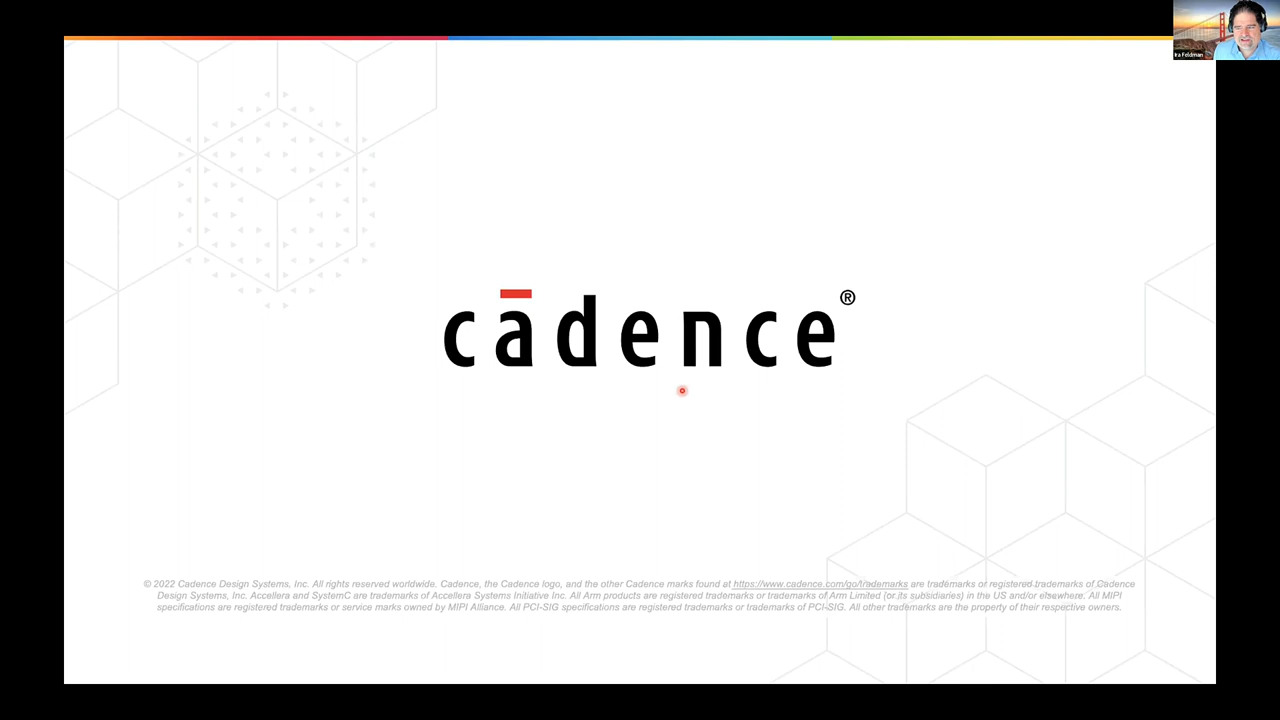 Ira Feldman
cādence®
© 2022 Cadence Design Systems, Inc. All rights reserved worldwide. Cadence, the Cadence logo, and the other Cadence marks found at https://www.cadence.com/go/trademarks are trademarks or registered trademarks of Cadence
Design Systems, Inc. Accellera and SystemC are trademarks of Accellera Systems Initiative Inc. All Arm products are registered trademarks or trademarks of Arm Limited (or its subsidiaries) in the US and/or elsewhere. All MIPI
specifications are registered trademarks or service marks owned by MIPI Alliance. All PCI-SIG specifications are registered trademarks or trademarks of PCI-SIG. All other trademarks are the property of their respective owners.